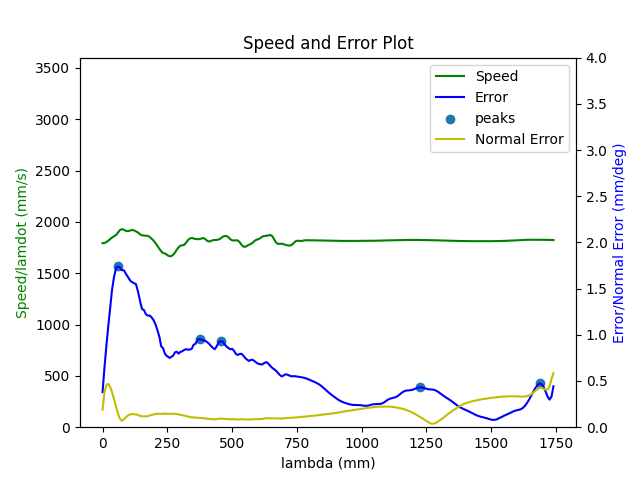 Speed and Error Plot
Speed/lamdot (mm/s)
3500
3000
2500
2000
1500
1000
500
0
Speed
Error
peaks
Normal Error
4.0
3.5
3.0
2.5
2.0
1.5
1.0
0.5
0.0
Error/Normal Error (mm/deg)
0 250 500 750 1000 1250 1500 1750
lambda (mm)